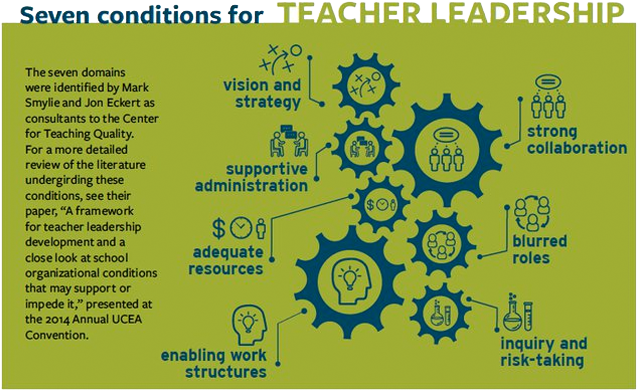 Seven conditions for TEACHER LEADERSHIP
The seven domains
were identified by Mark
Smylie and Jon Eckert as
consultants to the Center
for Teaching Quality.
For a more detailed
review of the literature
undergirding these
conditions, see their
paper, “A framework
for teacher leadership
development and a
close look at school
organizational conditions
that may support or
impede it,” presented at
the 2014 Annual UCEA
Convention.
vision and
strategy
supportive
administration
$
adequate
resources
enabling work
structures
$
strong
collaboration
blurred
roles
inquiry and
risk-taking